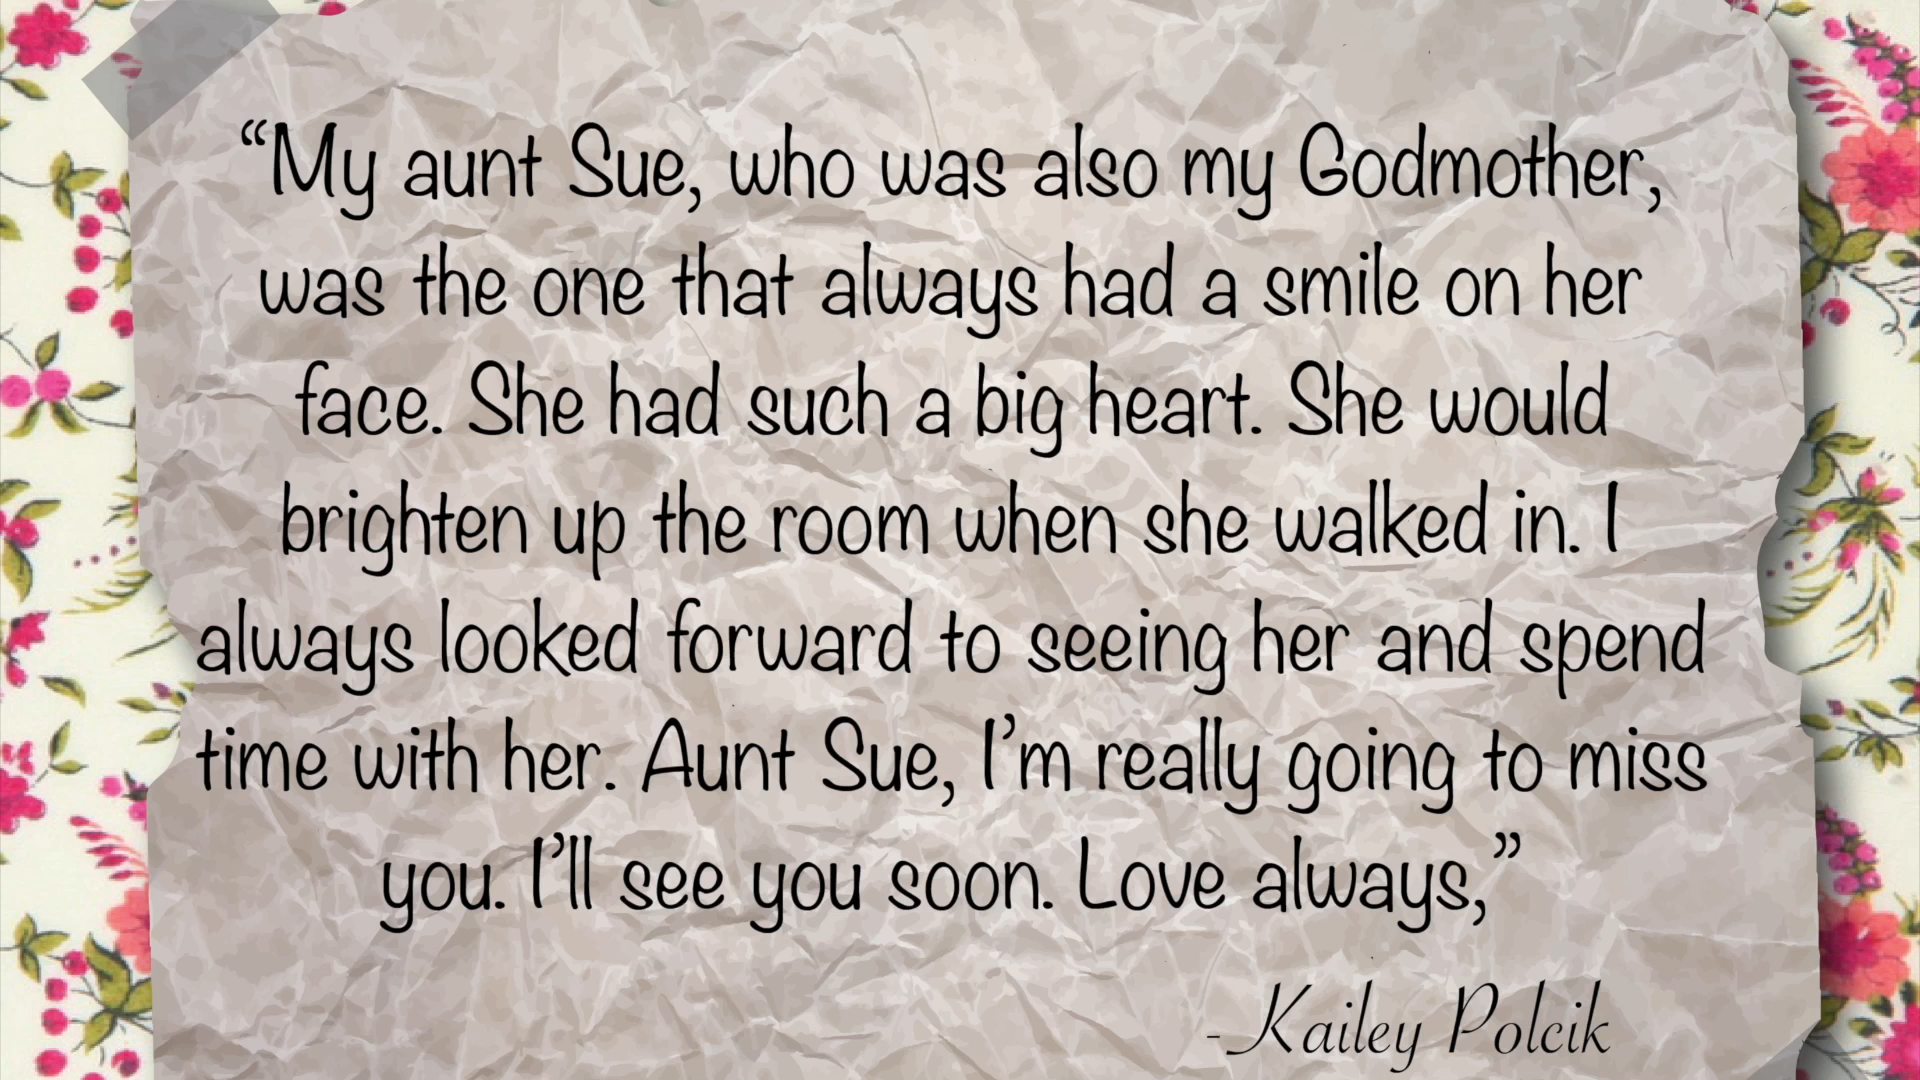 “My aunt Sue, who was also my Godmother,
was the one that always had a smile on her
face. She had such a big heart. She would
brighten up the room when she walked in. I
always looked forward to seeing her and spend
time with her. Aunt Sue, I’m really going to miss
you. I’ll see you soon. Love always,”
-Kailey Polcik